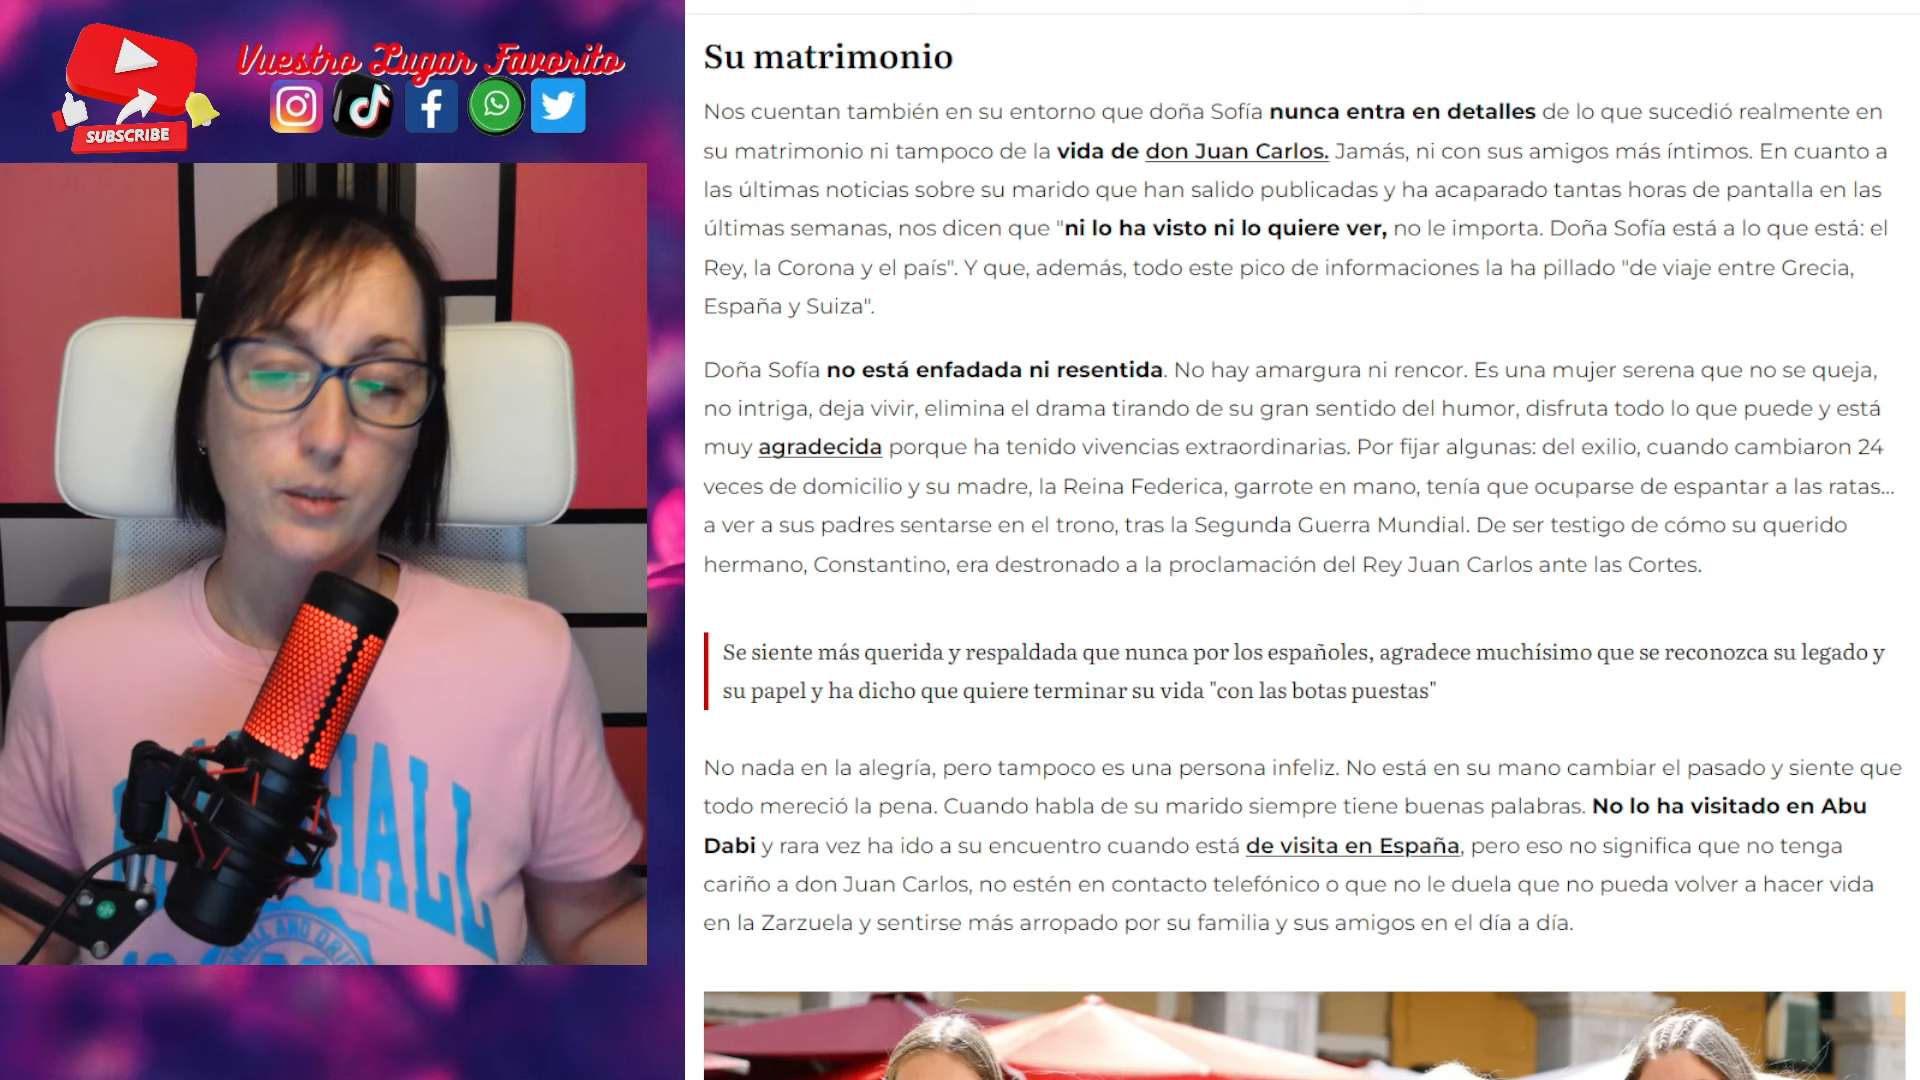 Vuestro Lugar Favorito
SUBSCRIBE
HALL
Su matrimonio
Nos cuentan también en su entorno que doña Sofía nunca entra en detalles de lo que sucedió realmente en
su matrimonio ni tampoco de la vida de don Juan Carlos. Jamás, ni con sus amigos más íntimos. En cuanto a
las últimas noticias sobre su marido que han salido publicadas y ha acaparado tantas horas de pantalla en las
últimas semanas, nos dicen que "ni lo ha visto ni lo quiere ver, no le importa. Doña Sofía está a lo que está: el
Rey, la Corona y el país". Y que, además, todo este pico de informaciones la ha pillado "de viaje entre Grecia,
España y Suiza".
Doña Sofía no está enfadada ni resentida. No hay amargura ni rencor. Es una mujer serena que no se queja,
no intriga, deja vivir, elimina el drama tirando de su gran sentido del humor, disfruta todo lo que puede y está
muy agradecida porque ha tenido vivencias extraordinarias. Por fijar algunas: del exilio, cuando cambiaron 24
veces de domicilio y su madre, la Reina Federica, garrote en mano, tenía que ocuparse de espantar a las ratas...
a ver a sus padres sentarse en el trono, tras la Segunda Guerra Mundial. De ser testigo de cómo su querido
hermano, Constantino, era destronado a la proclamación del Rey Juan Carlos ante las Cortes.
Se siente más querida y respaldada que nunca por los españoles, agradece muchísimo que se reconozca su legado y
su papel y ha dicho que quiere terminar su vida "con las botas puestas"
No nada en la alegría, pero tampoco es una persona infeliz. No está en su mano cambiar el pasado y siente que
todo mereció la pena. Cuando habla de su marido siempre tiene buenas palabras. No lo ha visitado en Abu
Dabi y rara vez ha ido a su encuentro cuando está de visita en España, pero eso no significa que no tenga
cariño a don Juan Carlos, no estén en contacto telefónico o que no le duela que no pueda volver a hacer vida
en la Zarzuela y sentirse más arropado por su familia y sus amigos en el día a día.